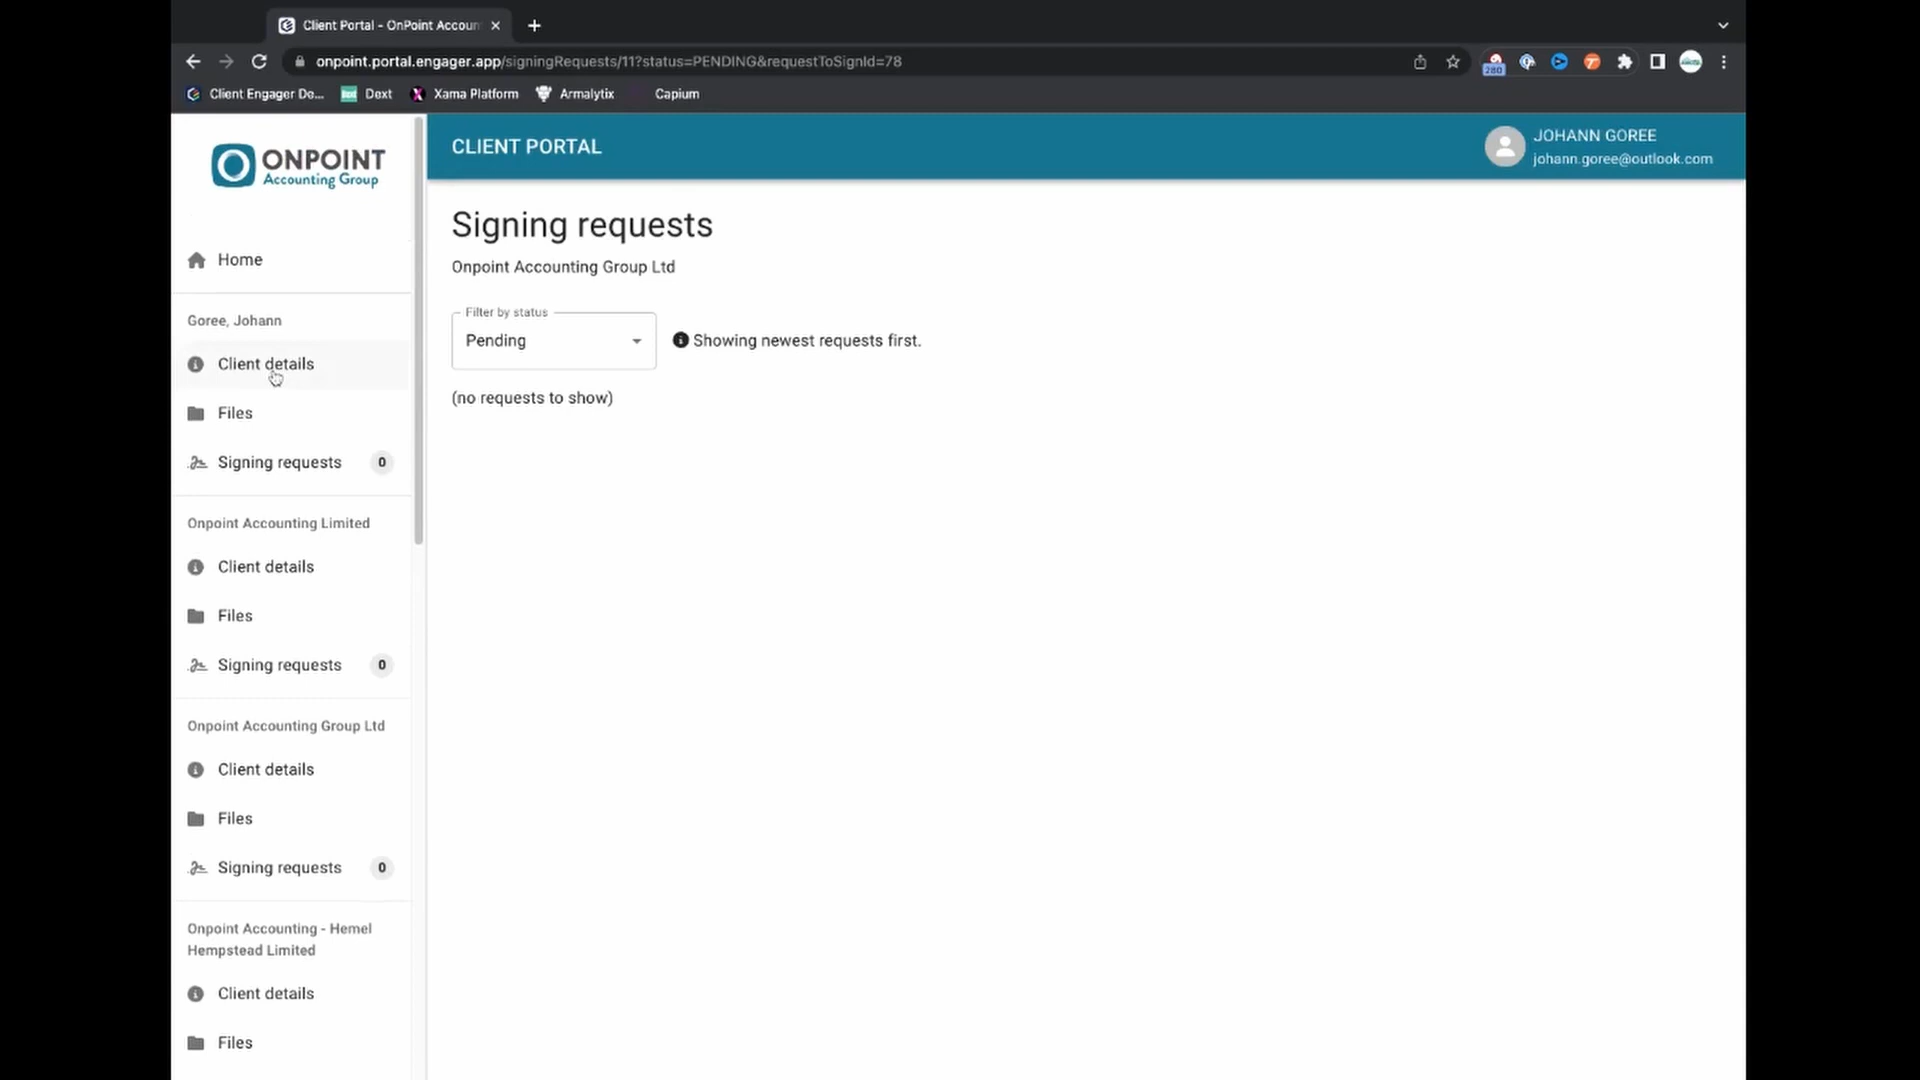 Client Portal - OnPoint Accoun
onpoint.portal.engager.app/signingRequests/11?status=PENDING&requestToSignId=78
280
Client Engager De...
Dext
Xama Platform
Armalytix
Capium
ONPOINT
Accounting Group
CLIENT PORTAL
JOHANN GOREE
johann.goree@outlook.com
Home
Goree, Johann
Client details
Files
Signing requests 0
Onpoint Accounting Limited
Client details
Files
Signing requests 0
Onpoint Accounting Group Ltd
Client details
Files
Signing requests 0
Onpoint Accounting - Hemel
Hempstead Limited
Client details
Files
Signing requests
Onpoint Accounting Group Ltd
Filter by status
Pending
Showing newest requests first.
(no requests to show)